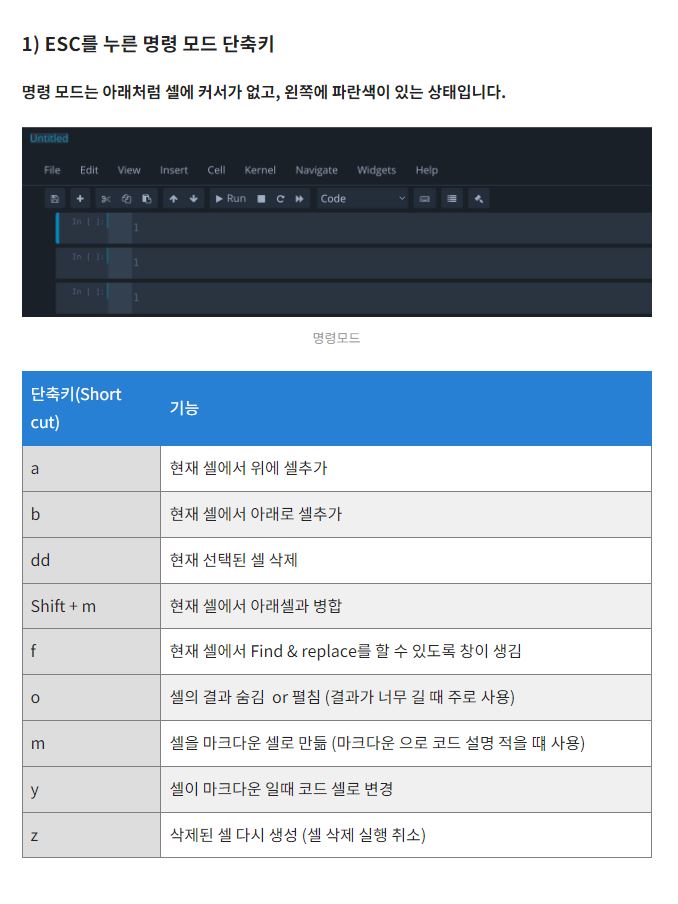 1) ESC를 누른 명령 모드 단축키
명령 모드는 아래처럼 셀에 커서가 없고, 왼쪽에 파란색이 있는 상태입니다.
Untitled
File Edit View Insert Cell Kernel Navigate Widgets Help
Run Code
In [ ]: 1
In [ ]: 1
In [ ]: 1
명령모드
단축키(Short
cut)
기능
a 현재 셀에서 위에 셀추가
b 현재 셀에서 아래로 셀추가
dd 현재 선택된 셀 삭제
Shift + m 현재 셀에서 아래셀과 병합
f 현재 셀에서 Find & replace를 할 수 있도록 창이 생김
o 셀의 결과 숨김 or 펼침 (결과가 너무 길 때 주로 사용)
m 셀을 마크다운 셀로 만듦 (마크다운 으로 코드 설명 적을 떄 사용)
y 셀이 마크다운 일때 코드 셀로 변경
z 삭제된 셀 다시 생성 (셀 삭제 실행 취소)